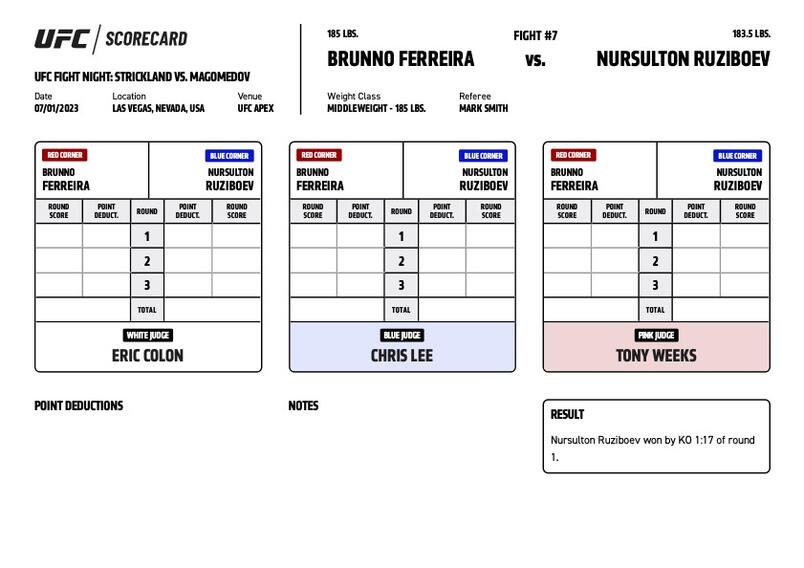 UFC / SCORECARD
UFC FIGHT NIGHT: STRICKLAND VS. MAGOMEDOV
Date Location Venue
07/01/2023 LAS VEGAS, NEVADA, USA UFC APEX
185 LBS. FIGHT #7 183.5 LBS.
BRUNNO FERREIRA VS. NURSULTON RUZIBOEV
Weight Class Referee
MIDDLEWEIGHT - 185 LBS. MARK SMITH
RED CORNER BLUE CORNER
BRUNNO NURSULTON
FERREIRA RUZIBOEV
ROUND SCORE POINT DEDUCT. ROUND POINT DEDUCT. ROUND SCORE
1
2
3
TOTAL
WHITE JUDGE
ERIC COLON
RED CORNER BLUE CORNER
BRUNNO NURSULTON
FERREIRA RUZIBOEV
ROUND SCORE POINT DEDUCT. ROUND POINT DEDUCT. ROUND SCORE
1
2
3
TOTAL
BLUE JUDGE
CHRIS LEE
RED CORNER BLUE CORNER
BRUNNO NURSULTON
FERREIRA RUZIBOEV
ROUND SCORE POINT DEDUCT. ROUND POINT DEDUCT. ROUND SCORE
1
2
3
TOTAL
PINK JUDGE
TONY WEEKS
POINT DEDUCTIONS
NOTES
RESULT
Nursulton Ruziboev won by KO 1:17 of round
1.